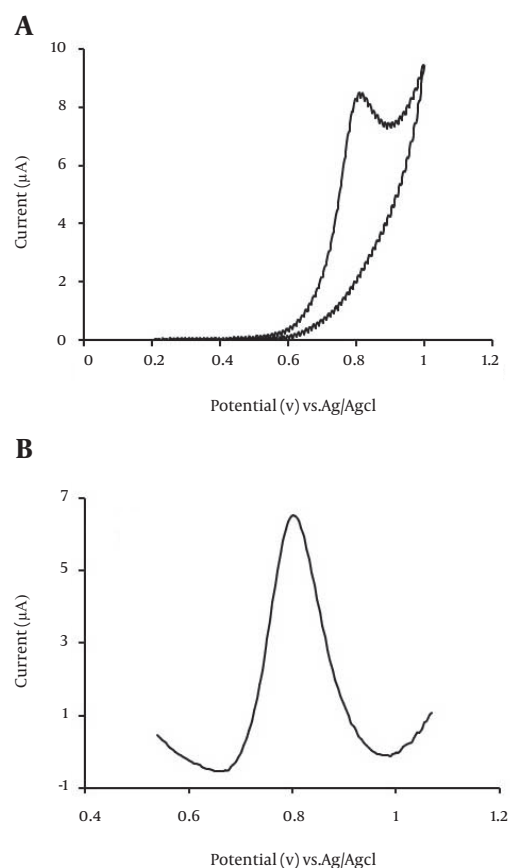 A
10
8
6
4
2
0
0 0.2 0.4 0.6 0.8 1 1.2
Current (µA)
Potential (v) vs.Ag/Agcl
B
7
5
3
1
-1
0.4 0.6 0.8 1 1.2
Current (µA)
Potential (v) vs.Ag/Agcl